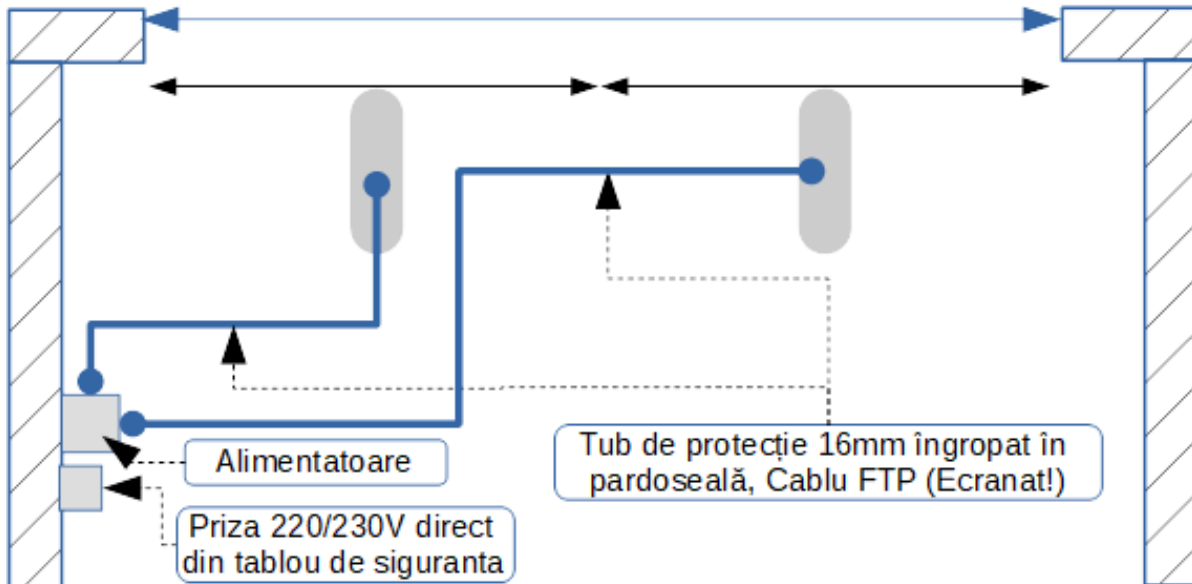 Alimentatoare
Tub de protecție 16mm îngropat în
pardoseală, Cablu FTP (Ecranat!)
Priza 220/230V direct
din tablou de siguranta